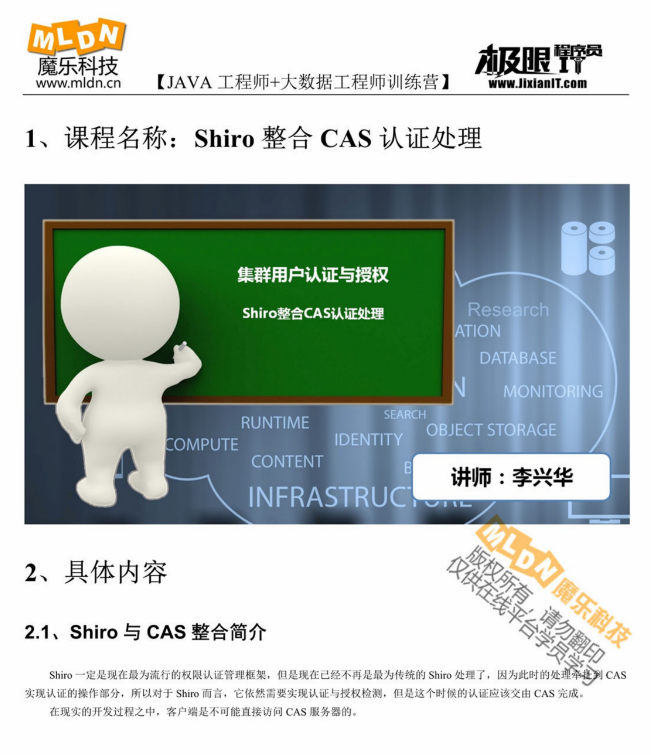 MLDN
魔乐科技
www.mldn.cn
【JAVA 工程师+大数据工程师训练营】
极限IT程序员
www.JixianIT.com
1、课程名称：Shiro 整合 CAS 认证处理
集群用户认证与授权
Shiro整合CAS认证处理
Research
ATION
DATABASE
N
MONITORING
SEARCH
RUNTIME
OBJECT STORAGE
IDENTITY
COMPUTE
CONTENT
讲师：李兴华
INFRASTRUCTURE
2、具体内容
MLDN 魔乐科技
版权所有，请勿翻印
仅供在线平台学员学习
2.1、Shiro 与 CAS 整合简介
Shiro 一定是现在最为流行的权限认证管理框架，但是现在已经不再是最为传统的 Shiro 处理了，因为此时的处理牵扯到 CAS
实现认证的操作部分，所以对于 Shiro 而言，它依然需要实现认证与授权检测，但是这个时候的认证应该交由 CAS 完成。
在现实的开发过程之中，客户端是不可能直接访问 CAS 服务器的。